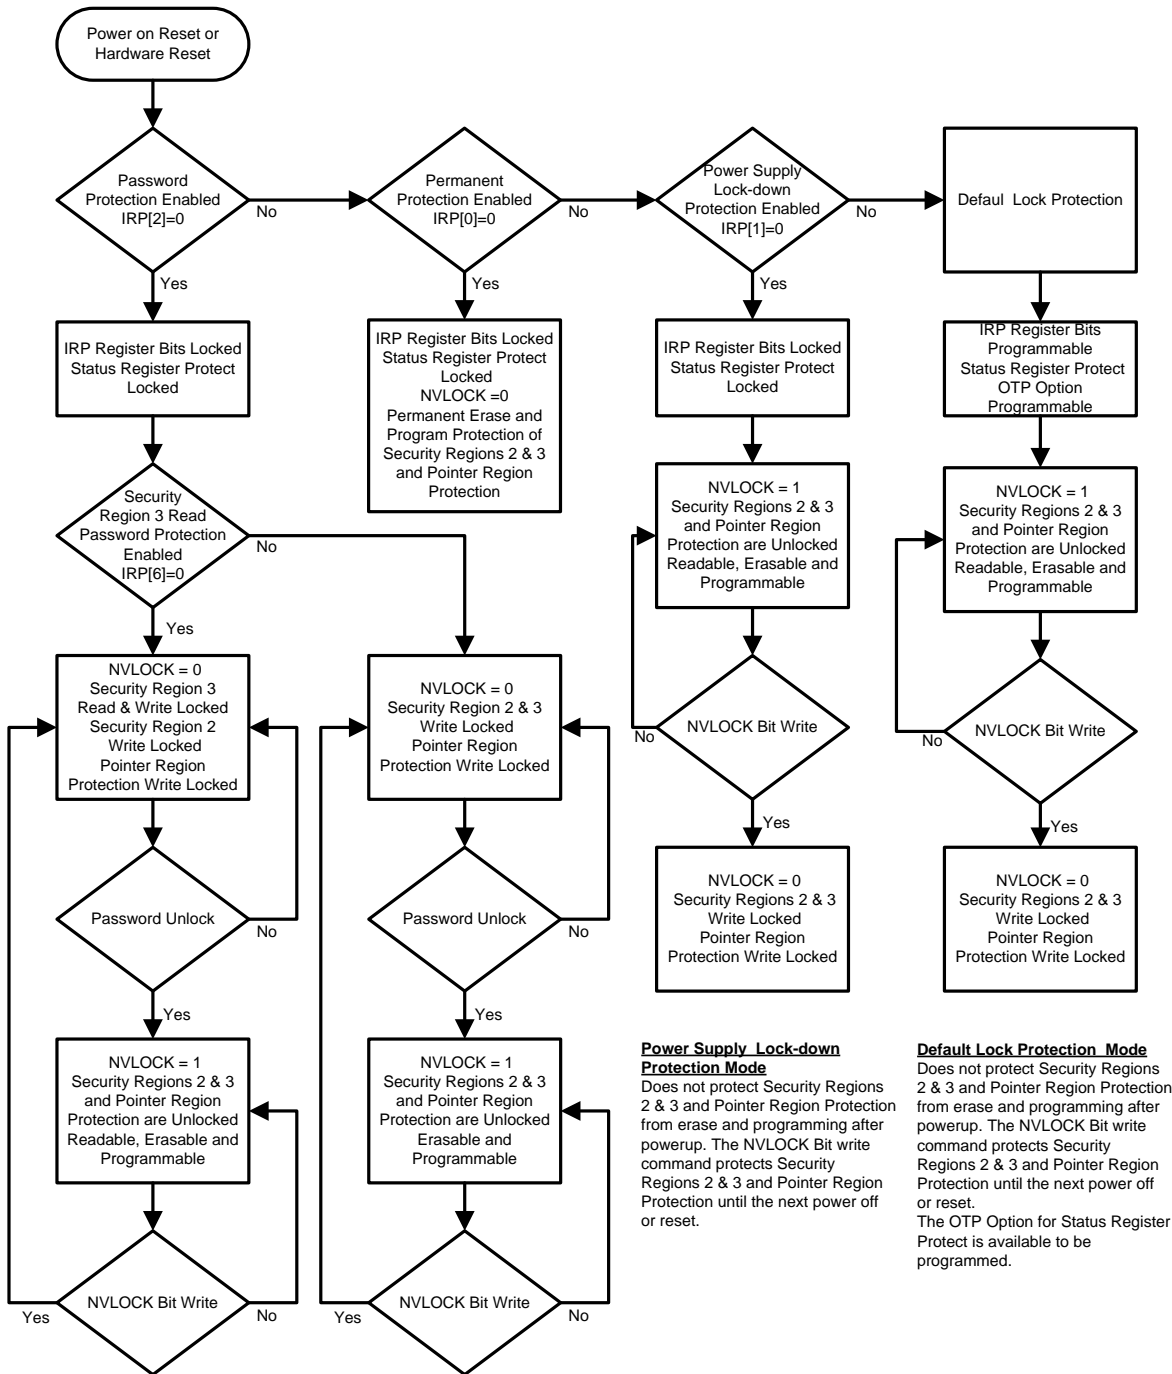 Power on Reset or
Hardware Reset
Password
Protection Enabled
IRP[2]=0
No
Yes
Permanent
Protection Enabled
IRP[0]=0
No
Yes
Power Supply
Lock-down
Protection Enabled
IRP[1]=0
No
Yes
Defaul Lock Protection
IRP Register Bits Locked
Status Register Protect
Locked
IRP Register Bits Locked
Status Register Protect
Locked
NVLOCK =0
Permanent Erase and
Program Protection of
Security Regions 2 & 3
and Pointer Region
Protection
IRP Register Bits Locked
Status Register Protect
Locked
IRP Register Bits
Programmable
Status Register Protect
OTP Option
Programmable
Security
Region 3 Read
Password Protection
Enabled
IRP[6]=0
No
Yes
NVLOCK = 1
Security Regions 2 & 3
and Pointer Region
Protection are Unlocked
Readable, Erasable and
Programmable
NVLOCK = 1
Security Regions 2 & 3
and Pointer Region
Protection are Unlocked
Readable, Erasable and
Programmable
NVLOCK = 0
Security Region 3
Read & Write Locked
Security Region 2
Write Locked
Pointer Region
Protection Write Locked
NVLOCK = 0
Security Region 2 & 3
Write Locked
Pointer Region
Protection Write Locked
NVLOCK Bit Write
No
Yes
NVLOCK Bit Write
No
Yes
Password Unlock
No
Yes
Password Unlock
No
Yes
NVLOCK = 0
Security Regions 2 & 3
Write Locked
Pointer Region
Protection Write Locked
NVLOCK = 0
Security Regions 2 & 3
Write Locked
Pointer Region
Protection Write Locked
NVLOCK = 1
Security Regions 2 & 3
and Pointer Region
Protection are Unlocked
Readable, Erasable and
Programmable
NVLOCK = 1
Security Regions 2 & 3
and Pointer Region
Protection are Unlocked
Erasable and
Programmable
Power Supply Lock-down
Protection Mode
Does not protect Security Regions
2 & 3 and Pointer Region Protection
from erase and programming after
powerup. The NVLOCK Bit write
command protects Security
Regions 2 & 3 and Pointer Region
Protection until the next power off
or reset.
Default Lock Protection Mode
Does not protect Security Regions
2 & 3 and Pointer Region Protection
from erase and programming after
powerup. The NVLOCK Bit write
command protects Security
Regions 2 & 3 and Pointer Region
Protection until the next power off
or reset.
The OTP Option for Status Register
Protect is available to be
programmed.
NVLOCK Bit Write
Yes
No
NVLOCK Bit Write
Yes
No